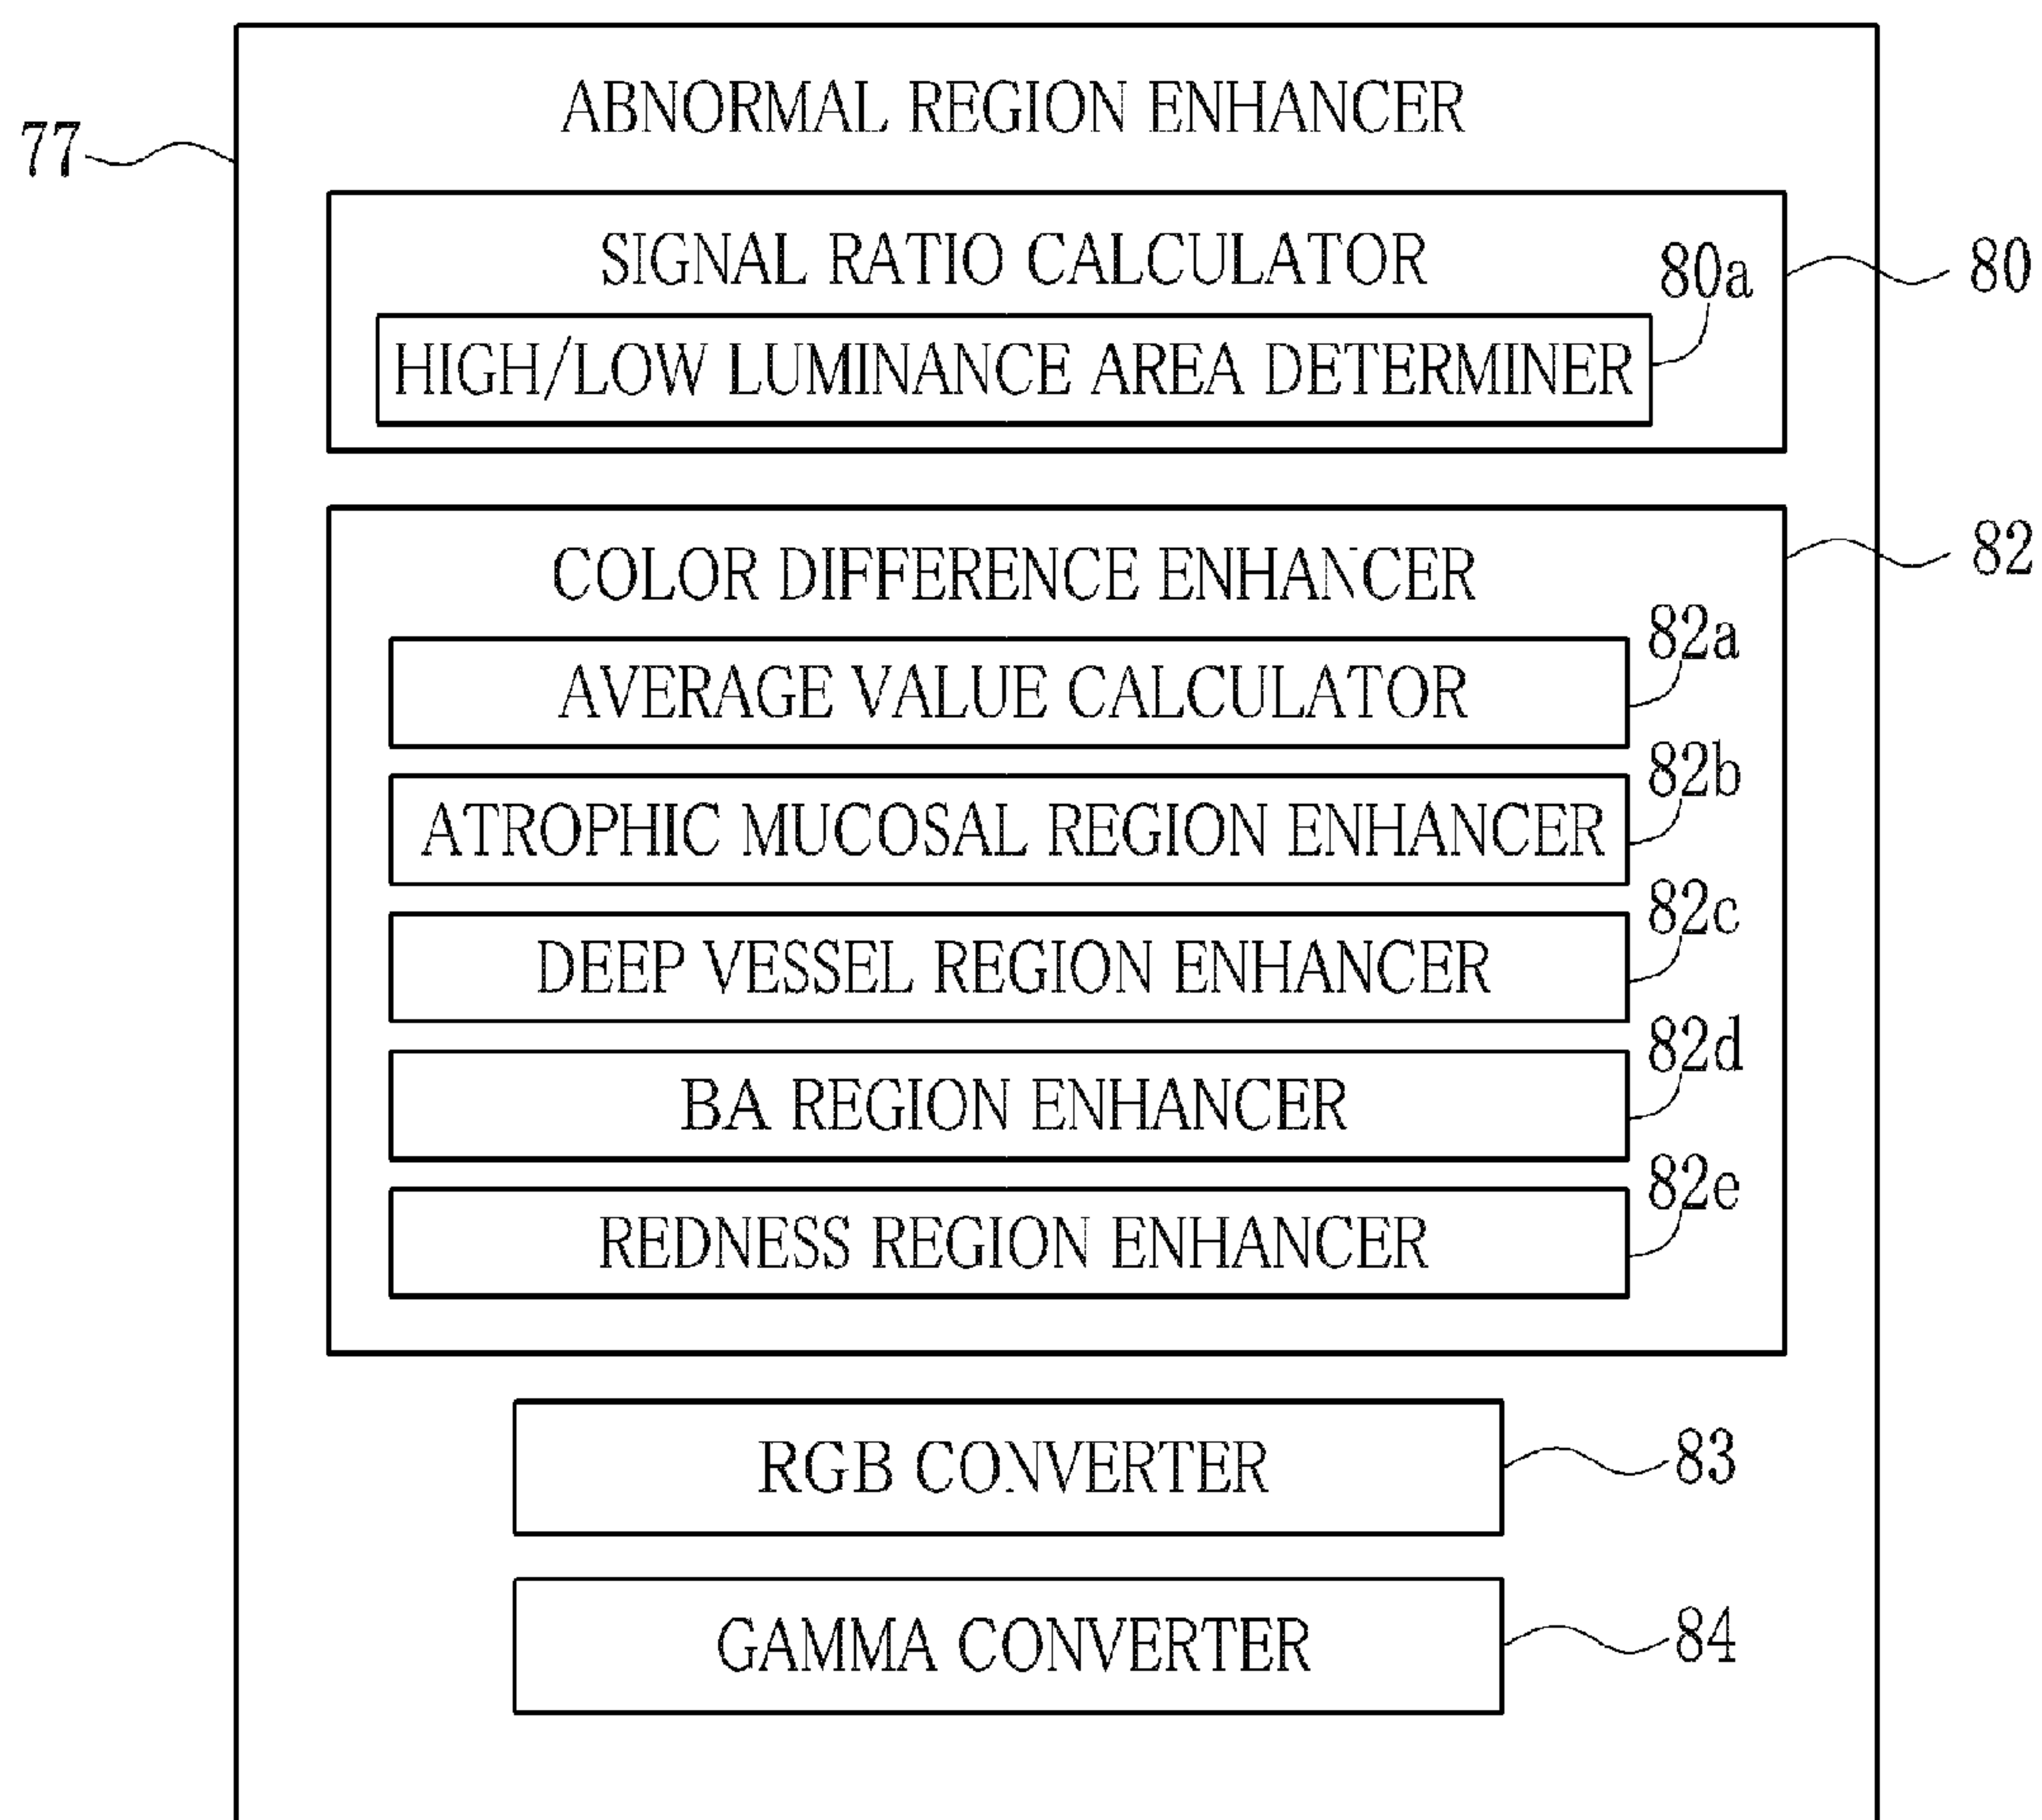 ABNORMAL REGION ENHANCER
77
SIGNAL RATIO CALCULATOR
80
80a
HIGH/LOW LUMINANCE AREA DETERMINER
82
COLOR DIFFERENCE ENHANCER
82a
AVERAGE VALUE CALCULATOR
82b
ATROPHIC MUCOSAL REGION ENHANCER
82c
DEEP VESSEL REGION ENHANCER
82d
BA REGION ENHANCER
82e
REDNESS REGION ENHANCER
RGB CONVERTER
83
GAMMA CONVERTER
84